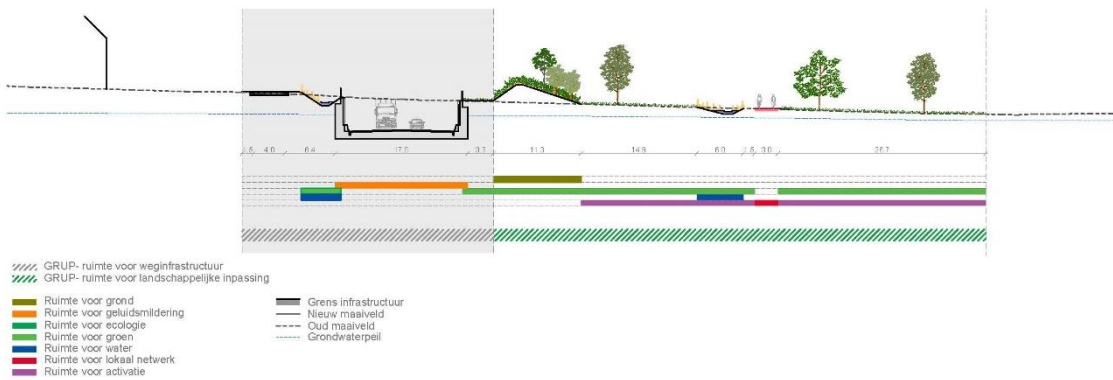 .5, 4.0 6.4 17.5 3.1 11.3 14.9 6.0 2.5 3.0 26.7
GRUP- ruimte voor weginfrastructuur
GRUP- ruimte voor landschappelijke inpassing
Ruimte voor grond
Ruimte voor geluidsmildering
Ruimte voor ecologie
Ruimte voor groen
Ruimte voor water
Ruimte voor lokaal netwerk
Ruimte voor activatie
Grens infrastructuur
Nieuw maaiveld
Oud maaiveld
Grondwaterpeil